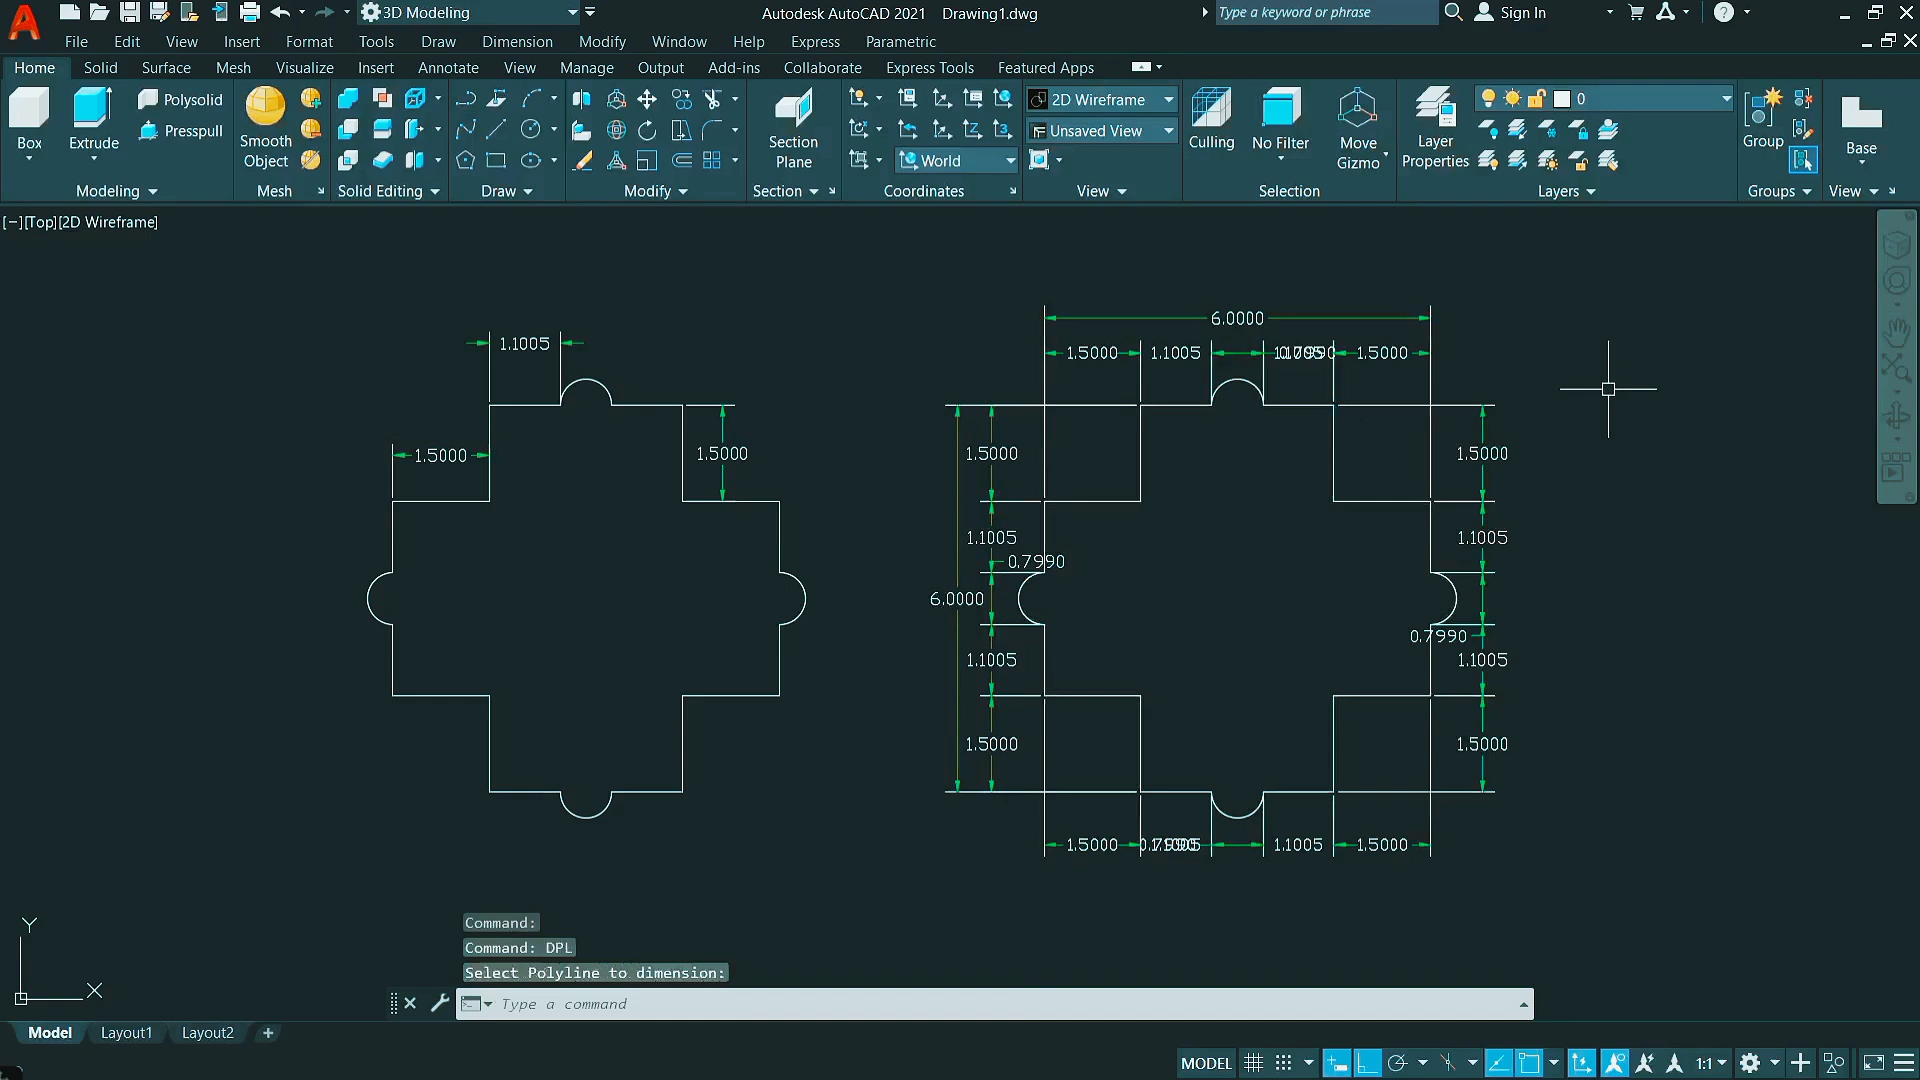 3D Modeling
Autodesk AutoCAD 2021 Drawing1.dwg
Type a keyword or phrase
Sign In
File Edit View Insert Format Tools Draw Dimension Modify Window Help Express Parametric
Home Solid Surface Mesh Visualize Insert Annotate View Manage Output Add-ins Collaborate Express Tools Featured Apps
Box
Extrude
Polysolid
Presspull
Smooth
Object
Section
Plane
World
2D Wireframe
Unsaved View
Culling
No Filter
Move
Gizmo
Layer
Properties
0
Group
Base
Modeling
Mesh
Solid Editing
Draw
Modify
Section
Coordinates
View
Selection
Layers
Groups
View
[−][Top][2D Wireframe]
6.0000
1.1005
1.5000 1.1005 1.5000
1.5000 1.5000 1.5000 1.5000
1.1005 1.1005
0.7990
6.0000
0.7990
1.1005 1.1005
1.5000 1.5000
1.5000 1.1005 1.5000
Y
X
Command:
Command: DPL
Select Polyline to dimension:
Type a command
Model Layout1 Layout2 +
MODEL
1:1